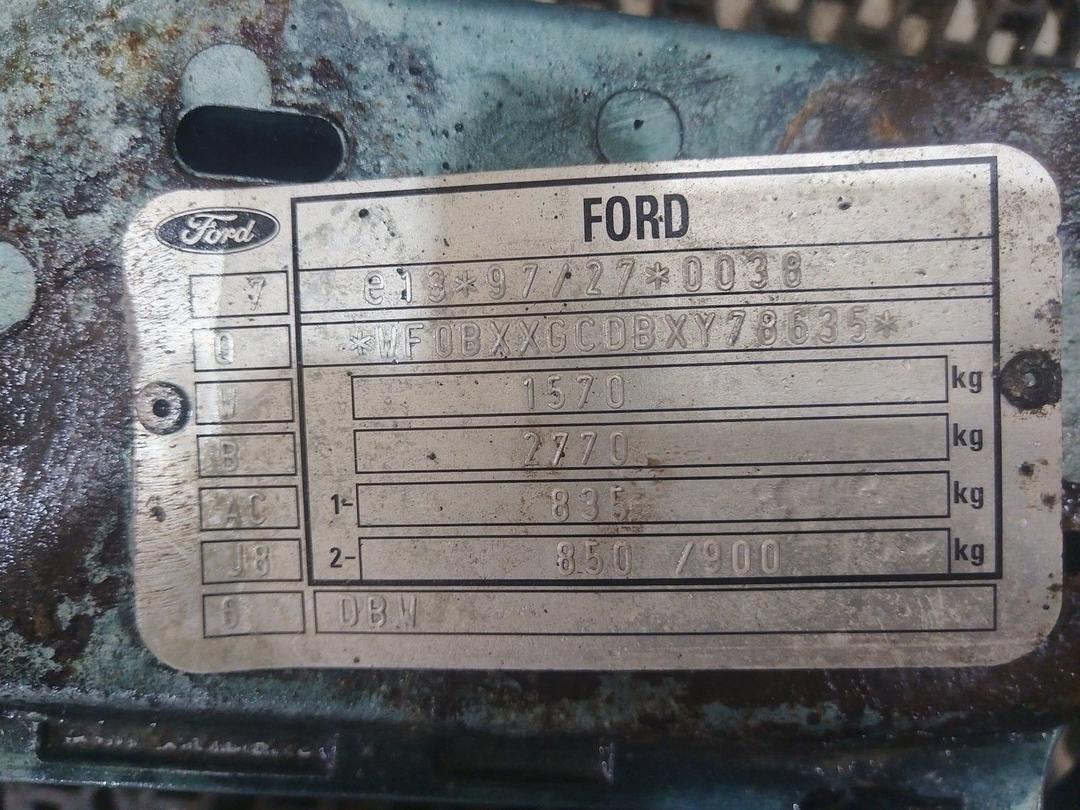 Ford
FORD
7 e13*97/27*0038
Q *WF0BXXGCDBXY78635*
W 1570 kg
B 2770 kg
AC 1- 835 kg
J8 2- 850 /900 kg
6 DBW